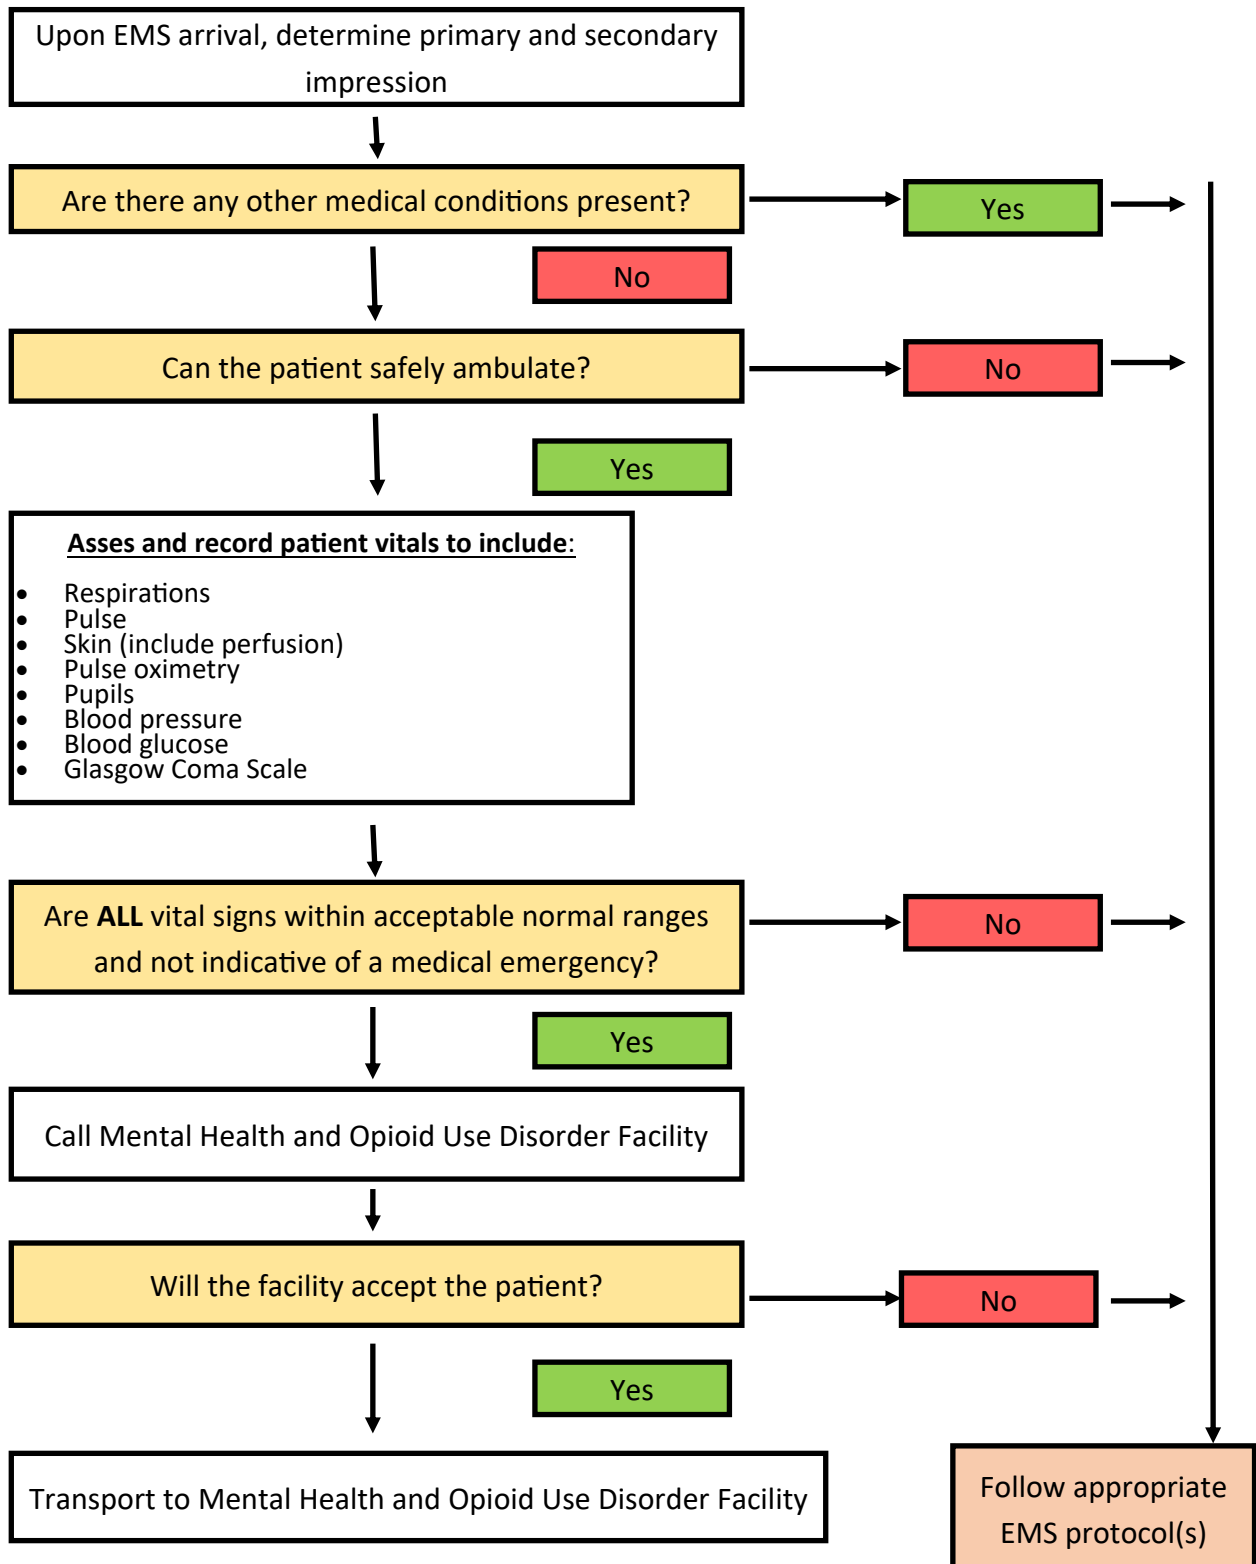 Upon EMS arrival, determine primary and secondary
impression
Are there any other medical conditions present?
Yes
No
Can the patient safely ambulate?
No
Yes
Asses and record patient vitals to include:
• Respirations
• Pulse
• Skin (include perfusion)
• Pulse oximetry
• Pupils
• Blood pressure
• Blood glucose
• Glasgow Coma Scale
Are ALL vital signs within acceptable normal ranges
and not indicative of a medical emergency?
No
Yes
Call Mental Health and Opioid Use Disorder Facility
Will the facility accept the patient?
No
Yes
Transport to Mental Health and Opioid Use Disorder Facility
Follow appropriate
EMS protocol(s)